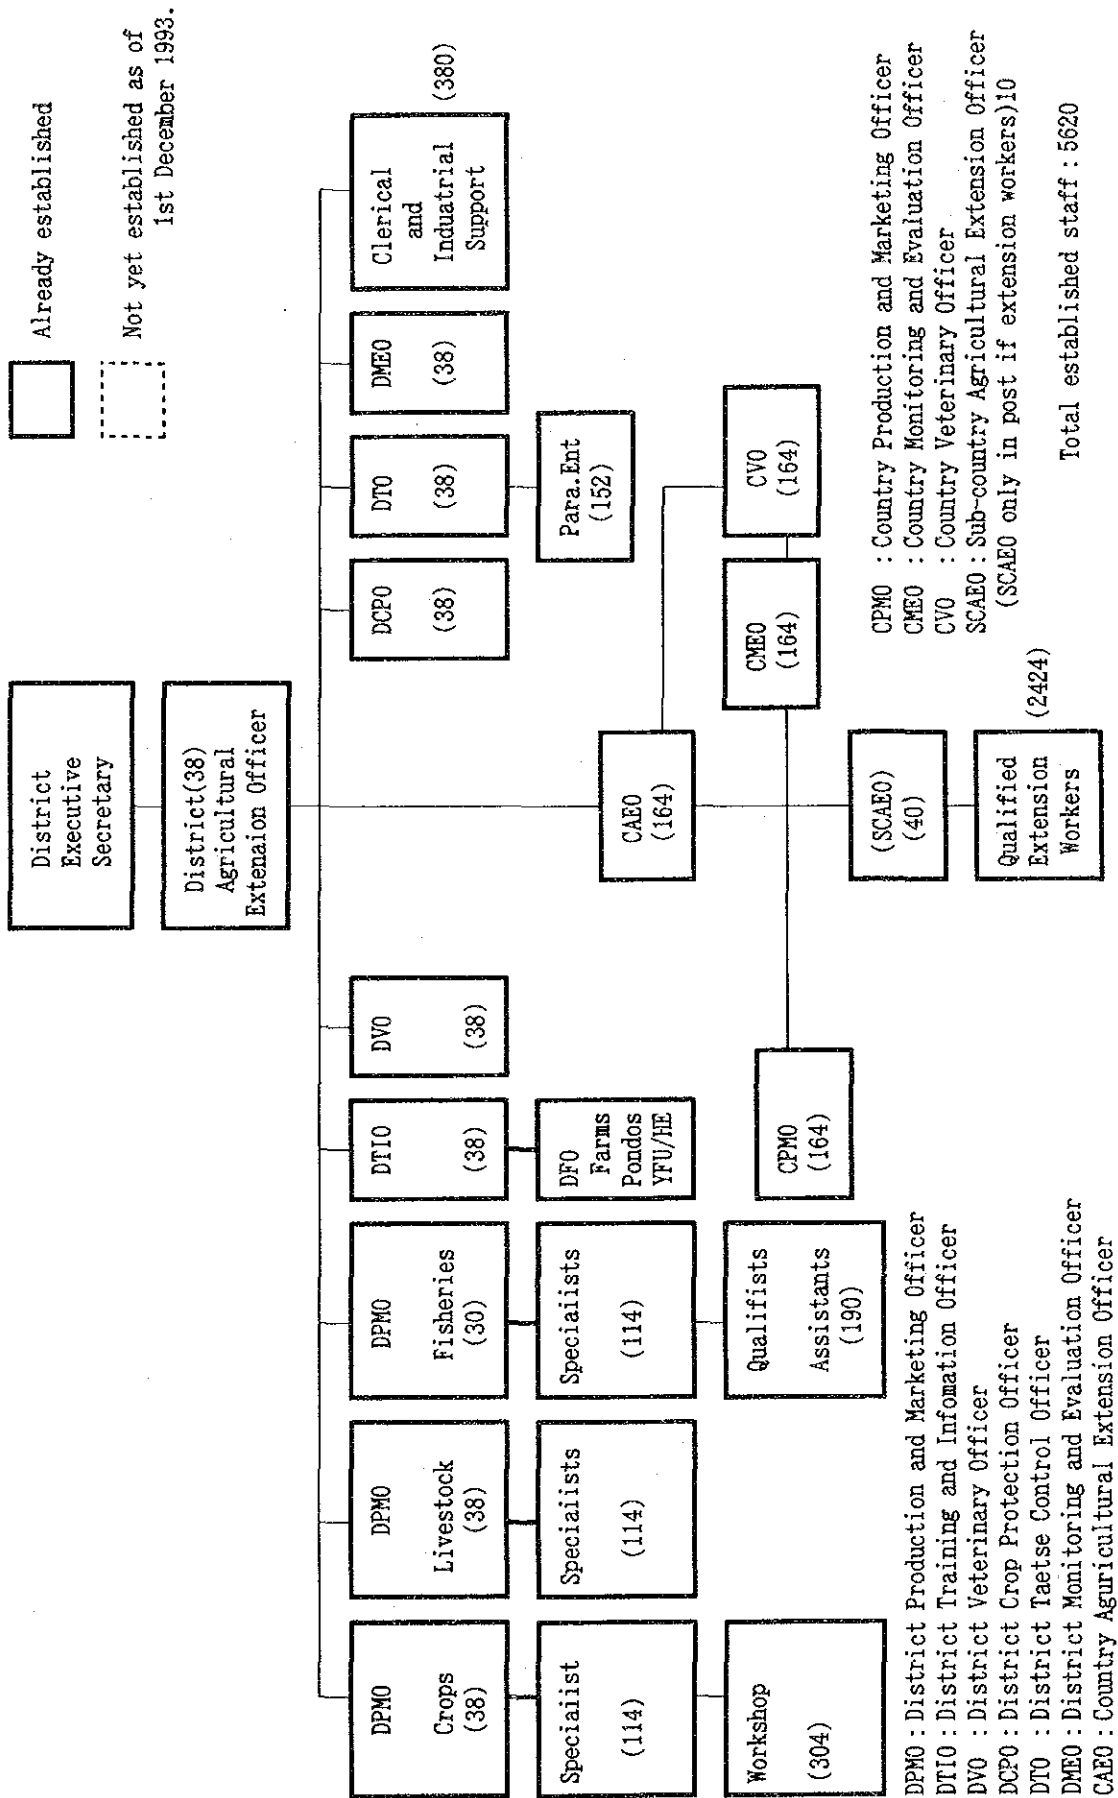 Already established
Not yet established as of
1st December 1993.
District
Executive
Secretary
District(38)
Agricultural
Extenaion Officer
DPMO
Crops
(38)
DPMO
Livestock
(38)
DPMO
Fisheries
(30)
DTIO
(38)
DVO
(38)
DCPO
(38)
DTO
(38)
DMEO
(38)
Clerical
and
Induatrial
Support
(380)
Speciaiist
(114)
Speciaiists
(114)
Speciaiists
(114)
DFO
Farms
Pondos
YFU/HE
Para.Ent
(152)
CAEO
(164)
Workshop
(304)
Qualifists
Assistants
(190)
CPMO
(164)
CMEO
(164)
CVO
(164)
(SCAEO)
(40)
Qualified
Extension
Workers
(2424)
DPMO : District Production and Marketing Officer
DTIO : District Training and Infomation Officer
DVO : District Veterinary Officer
DCPO : District Crop Protection Officer
DTO : District Taetse Control Officer
DMEO : District Monitoring and Evaluation Officer
CAEO : Country Aguricultural Extension Officer
CPMO : Country Production and Marketing Officer
CMEO : Country Monitoring and Evaluation Officer
CVO : Country Veterinary Officer
SCAEO : Sub-country Agricultural Extension Officer
(SCAEO only in post if extension workers)10
Total established staff : 5620